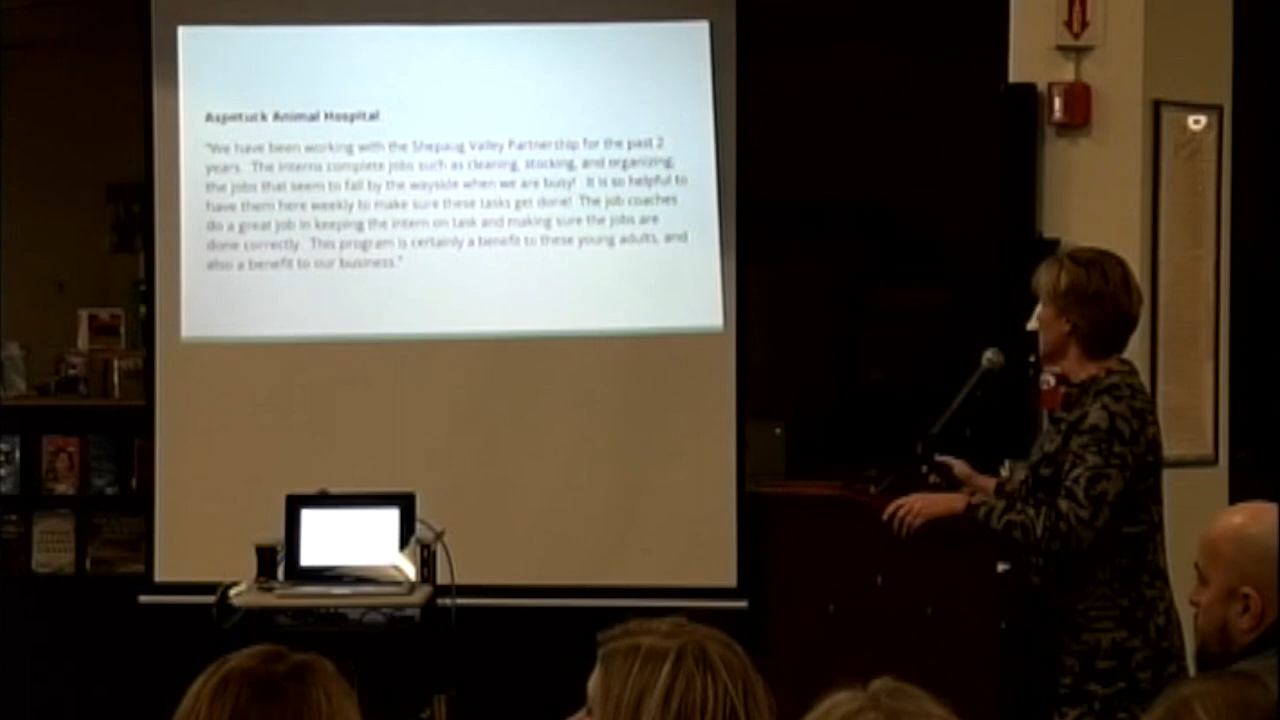 Aspetuck Animal Hospital
"We have been working with the Shepaug Valley Partnership for the past 2
years. The interns complete jobs such as cleaning, stocking, and organizing,
the jobs that seem to fall by the wayside when we are busy! It is so helpful to
have them here weekly to make sure these tasks get done! The job coaches
do a great job in keeping the intern on task and making sure the jobs are
done correctly. This program is certainly a benefit to these young adults, and
also a benefit to our business."